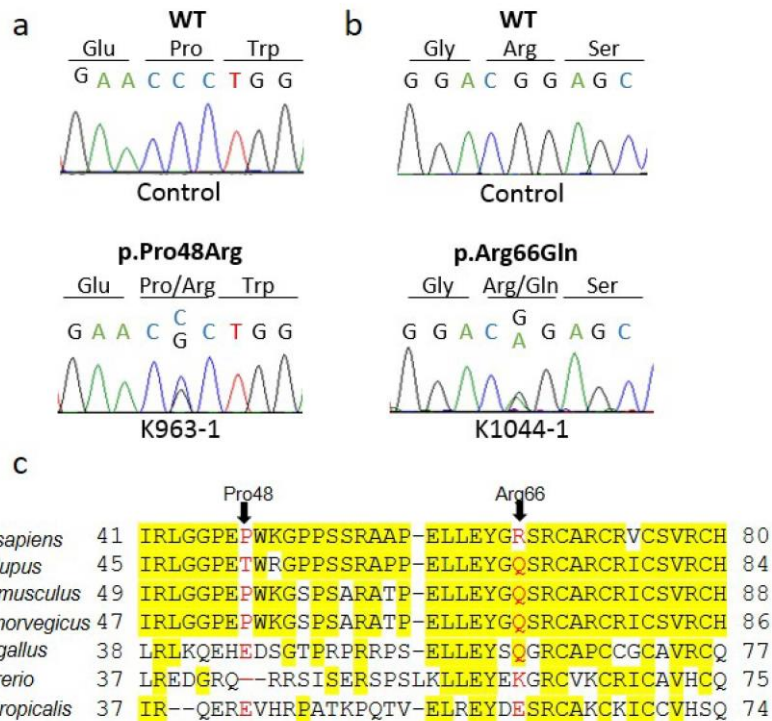 a
WT
Glu Pro Trp
G A A C C C T G G
Control
p.Pro48Arg
Glu Pro/Arg Trp
G A A C C G C T G G
K963-1
b
WT
Gly Arg Ser
G G A C G G A G C
Control
p.Arg66Gln
Gly Arg/Gln Ser
G G A C G A G A G C
K1044-1
c
Pro48 Arg66
sapiens 41 IRLGGPEPWKGPPSSRAAP-ELLEYGRSRCARCRVCSVRCH 80
upus 45 IRLGGPETWRGPPSSRAPP-ELLEYGQSRCARCRICSVRCH 84
musculus 49 IRLGGPEPWKGSPSARATP-ELLEYGQSRCARCRICSVRCH 88
norvegicus 47 IRLGGPEPWKGSPSARATP-ELLEYGQSRCARCRICSVRCH 86
gallus 38 LRLKQEHEDSGTPRPRRPS-ELLEYSQGRCAPCCGCAVRCQ 77
erio 37 LREDGRQ--RRSISERSPSLKLLEYEKGRCVKCRICAVHCQ 75
ropicalis 37 IR--QEREVHRPATKPQTV-ELREYDESRCAKCKICCVHSQ 74